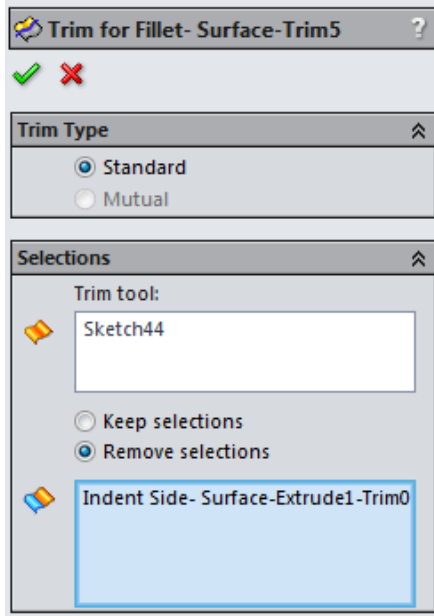 Trim for Fillet- Surface-Trim5 ?
Trim Type
Standard
Mutual
Selections
Trim tool:
Sketch44
Keep selections
Remove selections
Indent Side- Surface-Extrude1-Trim0